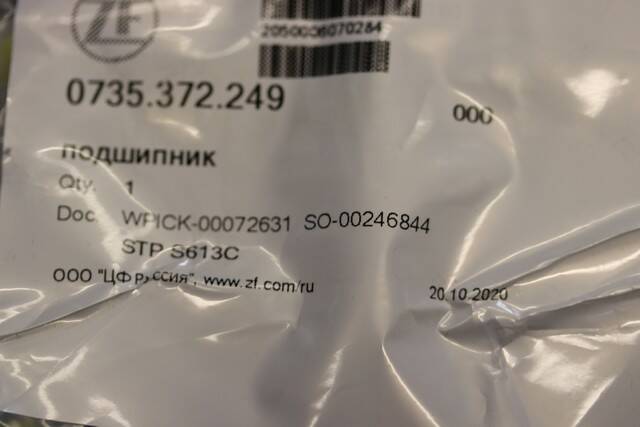 ZF
2050006070284
0735.372.249
000
подшипник
Qty. 1
Doc WPICK-00072631 SO-00246844
STP S613C
ООО "ЦФ Руссия", www.zf.com/ru
20.10.2020